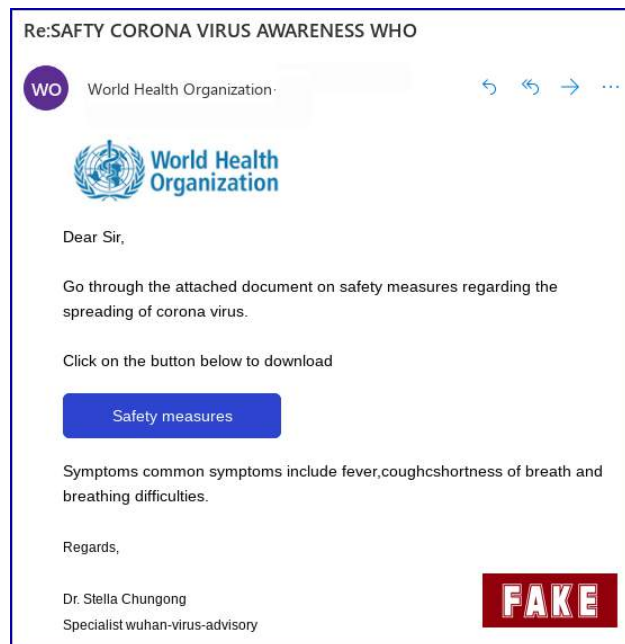 Re:SAFTY CORONA VIRUS AWARENESS WHO
WO
World Health Organization
World Health
Organization
Dear Sir,
Go through the attached document on safety measures regarding the
spreading of corona virus.
Click on the button below to download
Safety measures
Symptoms common symptoms include fever,coughcshortness of breath and
breathing difficulties.
Regards,
Dr. Stella Chungong
Specialist wuhan-virus-advisory
FAKE